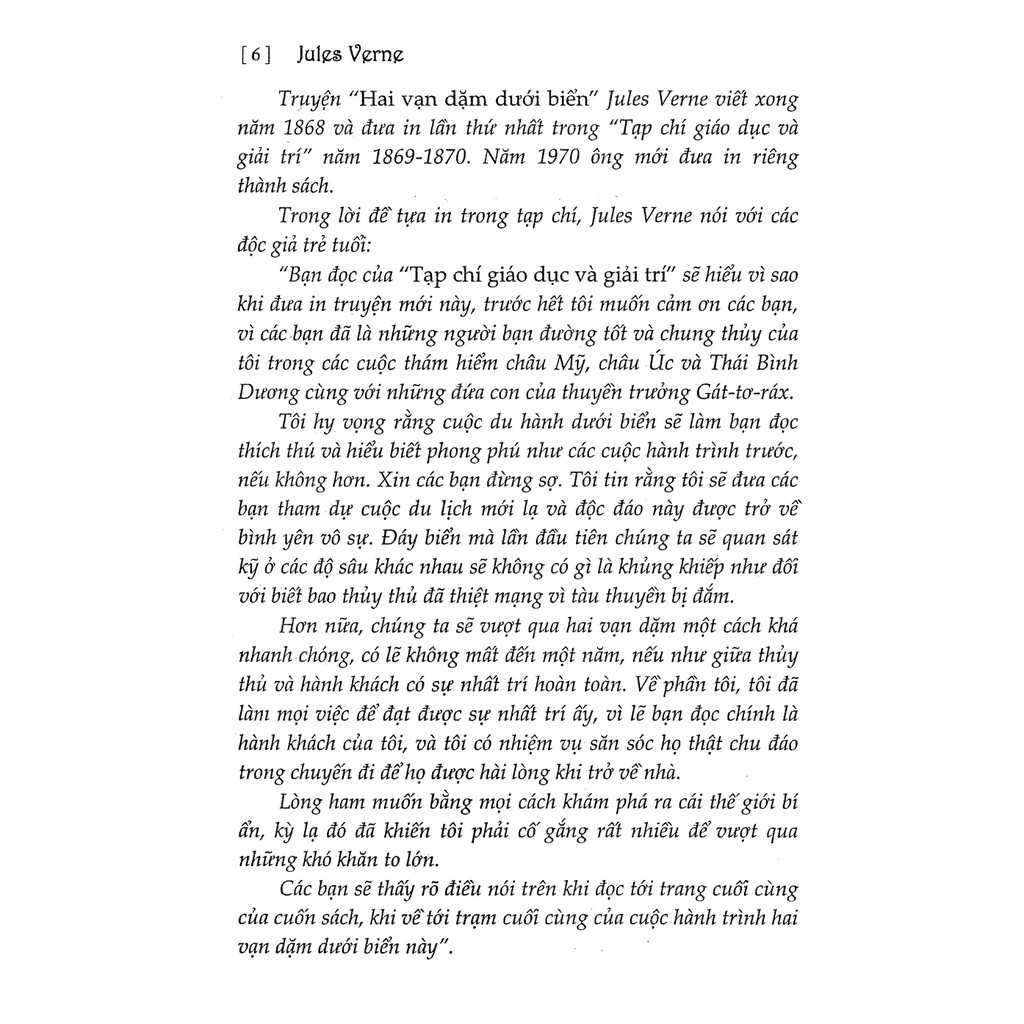 [ 6 ] Jules Verne
Truyện "Hai vạn dặm dưới biển" Jules Verne viết xong
năm 1868 và đưa in lần thứ nhất trong "Tạp chí giáo dục và
giải trí" năm 1869-1870. Năm 1970 ông mới đưa in riêng
thành sách.
Trong lời đề tựa in trong tạp chí, Jules Verne nói với các
độc giả trẻ tuổi:
"Bạn đọc của "Tạp chí giáo dục và giải trí" sẽ hiểu vì sao
khi đưa in truyện mới này, trước hết tôi muốn cảm ơn các bạn,
vì các bạn đã là những người bạn đường tốt và chung thủy của
tôi trong các cuộc thám hiểm châu Mỹ, châu Úc và Thái Bình
Dương cùng với những đứa con của thuyền trưởng Gát-tơ-ráx.
Tôi hy vọng rằng cuộc du hành dưới biển sẽ làm bạn đọc
thích thú và hiểu biết phong phú như các cuộc hành trình trước,
nếu không hơn. Xin các bạn đừng sợ. Tôi tin rằng tôi sẽ đưa các
bạn tham dự cuộc du lịch mới lạ và độc đáo này được trở về
bình yên vô sự. Đáy biển mà lần đầu tiên chúng ta sẽ quan sát
kỹ ở các độ sâu khác nhau sẽ không có gì là khủng khiếp như đối
với biết bao thủy thủ đã thiệt mạng vì tàu thuyền bị đắm.
Hơn nữa, chúng ta sẽ vượt qua hai vạn dặm một cách khá
nhanh chóng, có lẽ không mất đến một năm, nếu như giữa thủy
thủ và hành khách có sự nhất trí hoàn toàn. Về phần tôi, tôi đã
làm mọi việc để đạt được sự nhất trí ấy, vì lẽ bạn đọc chính là
hành khách của tôi, và tôi có nhiệm vụ săn sóc họ thật chu đáo
trong chuyến đi để họ được hài lòng khi trở về nhà.
Lòng ham muốn bằng mọi cách khám phá ra cái thế giới bí
ẩn, kỳ lạ đó đã khiến tôi phải cố gắng rất nhiều để vượt qua
những khó khăn to lớn.
Các bạn sẽ thấy rõ điều nói trên khi đọc tới trang cuối cùng
của cuốn sách, khi về tới trạm cuối cùng của cuộc hành trình hai
vạn dặm dưới biển này".